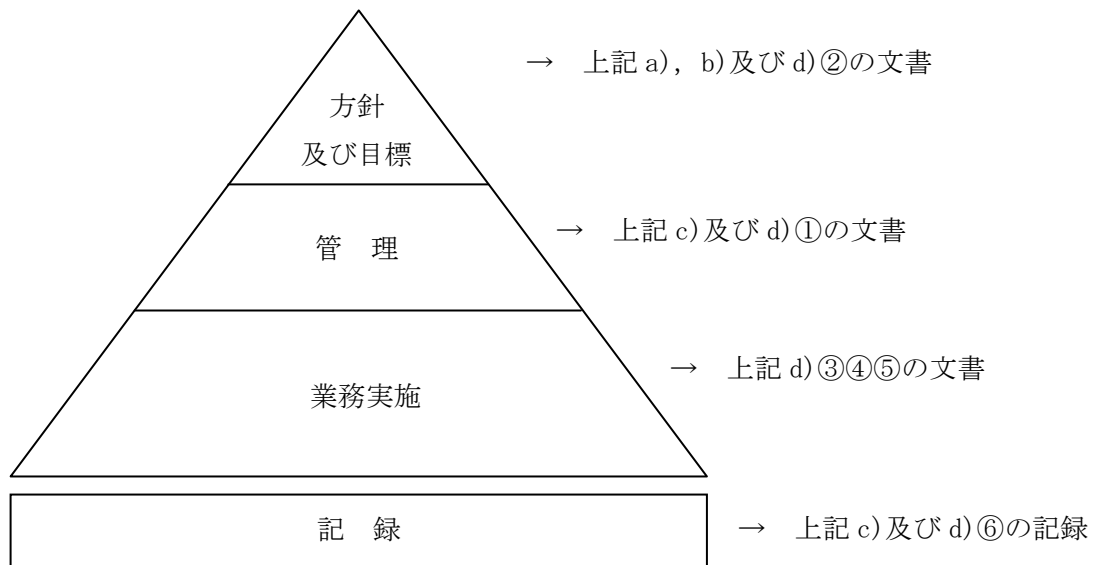 → 上記 a), b)及び d)②の文書
方針
及び目標
→ 上記 c)及び d)①の文書
管 理
→ 上記 d)③④⑤の文書
業務実施
記 録
→ 上記 c)及び d)⑥の記録